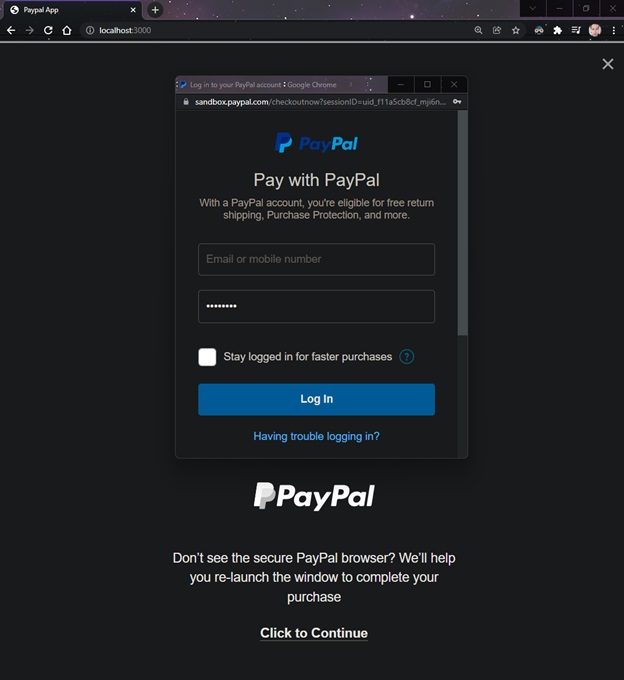 Paypal App
localhost:3000
Log in to your PayPal account - Google Chrome
sandbox.paypal.com/checkoutnow?sessionID=uid_f11a5cb8cf_mji6n...
PayPal
Pay with PayPal
With a PayPal account, you're eligible for free return
shipping, Purchase Protection, and more.
Email or mobile number
Stay logged in for faster purchases ?
Log In
Having trouble logging in?
PayPal
Don't see the secure PayPal browser? We'll help
you re-launch the window to complete your
purchase
Click to Continue